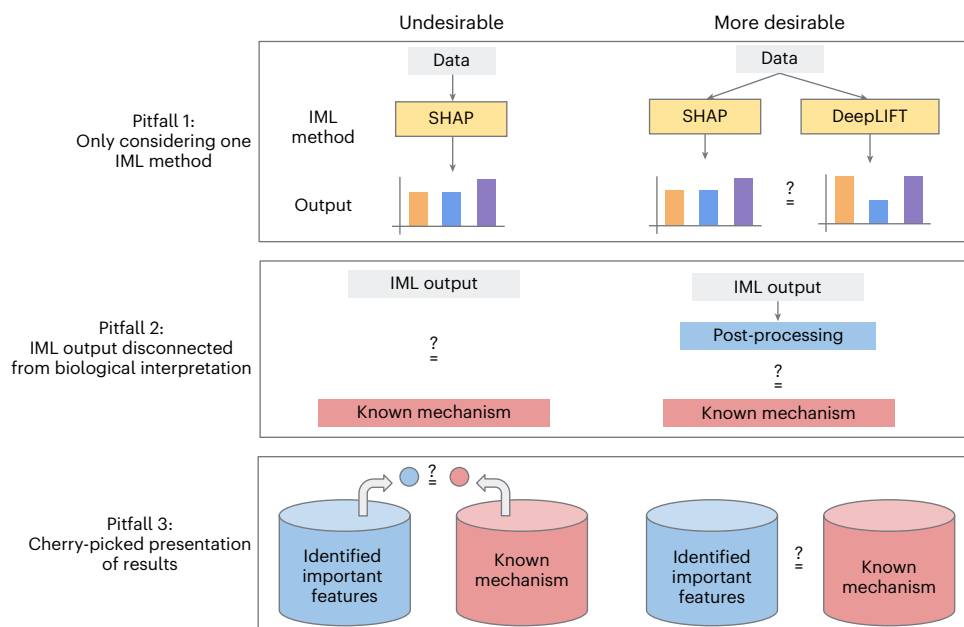 Undesirable
More desirable
Pitfall 1:
Only considering one
IML method
IML
method
Output
Data
SHAP
Data
SHAP
DeepLIFT
?
=
Pitfall 2:
IML output disconnected
from biological interpretation
IML output
?
=
Known mechanism
IML output
Post-processing
?
=
Known mechanism
Pitfall 3:
Cherry-picked presentation
of results
?
=
Identified
important
features
Known
mechanism
Identified
important
features
?
=
Known
mechanism